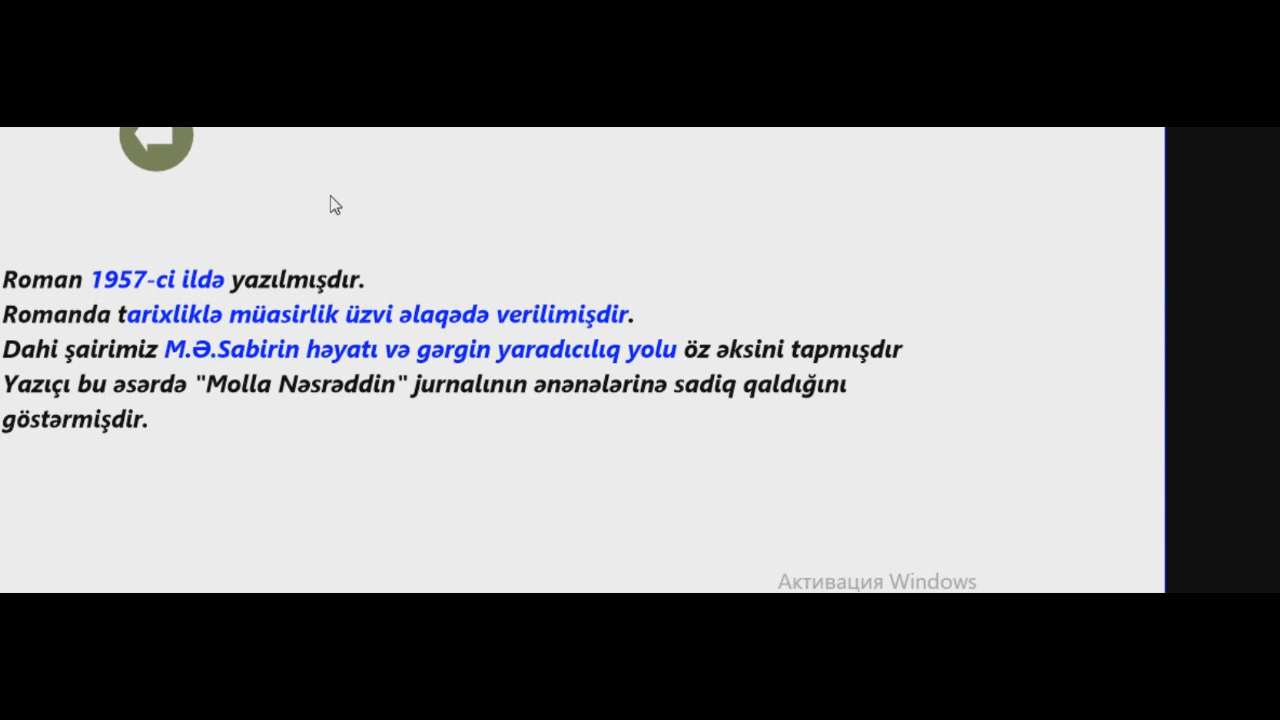 Roman 1957-ci ildə yazılmışdır.
Romanda tarixliklə müasirlik üzvi əlaqədə verilimişdir.
Dahi şairimiz M.Ə.Sabirin həyatı və gərgin yaradıcılıq yolu öz əksini tapmışdır
Yazıçı bu əsərdə "Molla Nəsrəddin" jurnalının ənənələrinə sadiq qaldığını
göstərmişdir.
Активация Windows